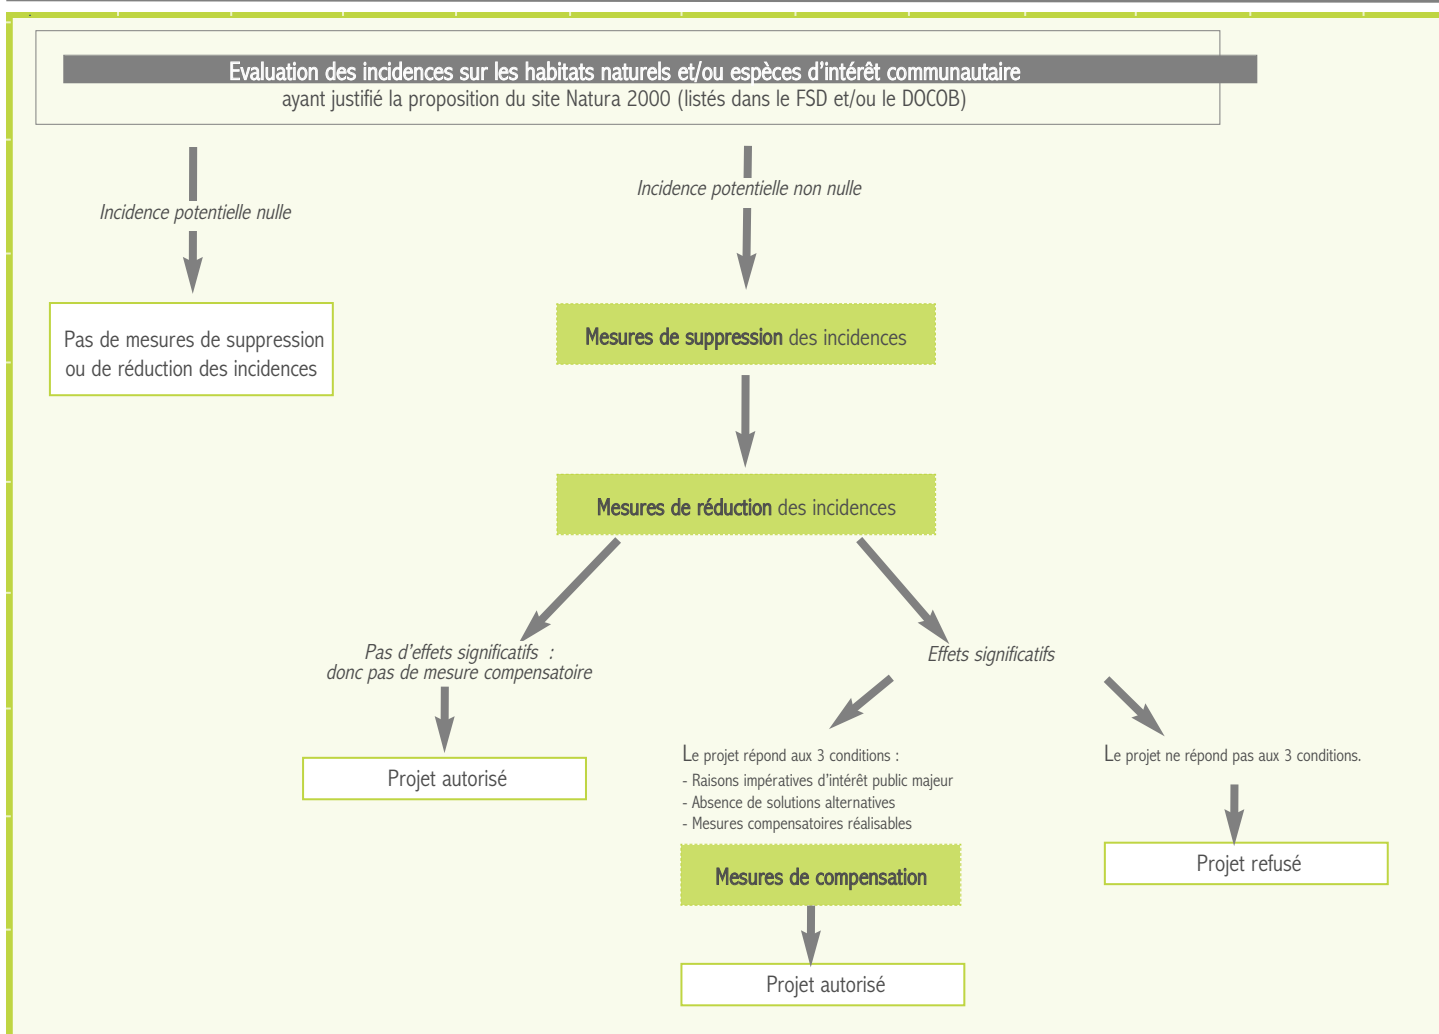 Evaluation des incidences sur les habitats naturels et/ou espèces d'intérêt communautaire
ayant justifié la proposition du site Natura 2000 (listés dans le FSD et/ou le DOCOB)
Incidence potentielle nulle
Incidence potentielle non nulle
Pas de mesures de suppression
ou de réduction des incidences
Mesures de suppression des incidences
Mesures de réduction des incidences
Pas d'effets significatifs :
donc pas de mesure compensatoire
Effets significatifs
Projet autorisé
Le projet répond aux 3 conditions :
- Raisons impératives d'intérêt public majeur
- Absence de solutions alternatives
- Mesures compensatoires réalisables
Le projet ne répond pas aux 3 conditions.
Mesures de compensation
Projet refusé
Projet autorisé